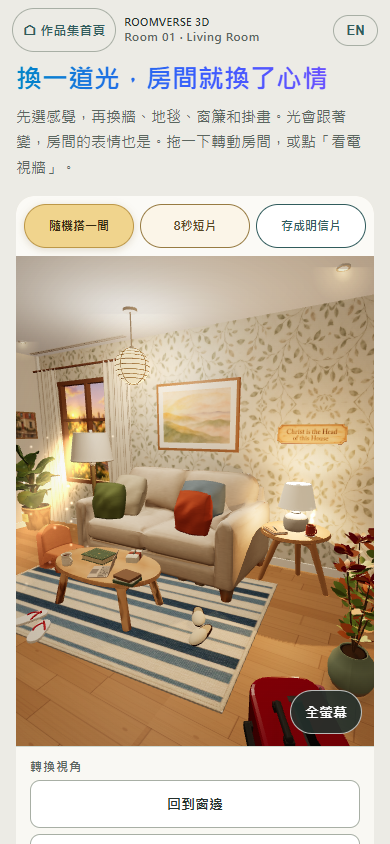 作品集首頁
ROOMVERSE 3D
Room 01 · Living Room
EN
換一道光，房間就換了心情
先選感覺，再換牆、地毯、窗簾和掛畫。光會跟著
變，房間的表情也是。拖一下轉動房間，或點「看電
視牆」。
隨機搭一間
8秒短片
存成明信片
Christ is the Head
of this House
全螢幕
轉換視角
回到窗邊